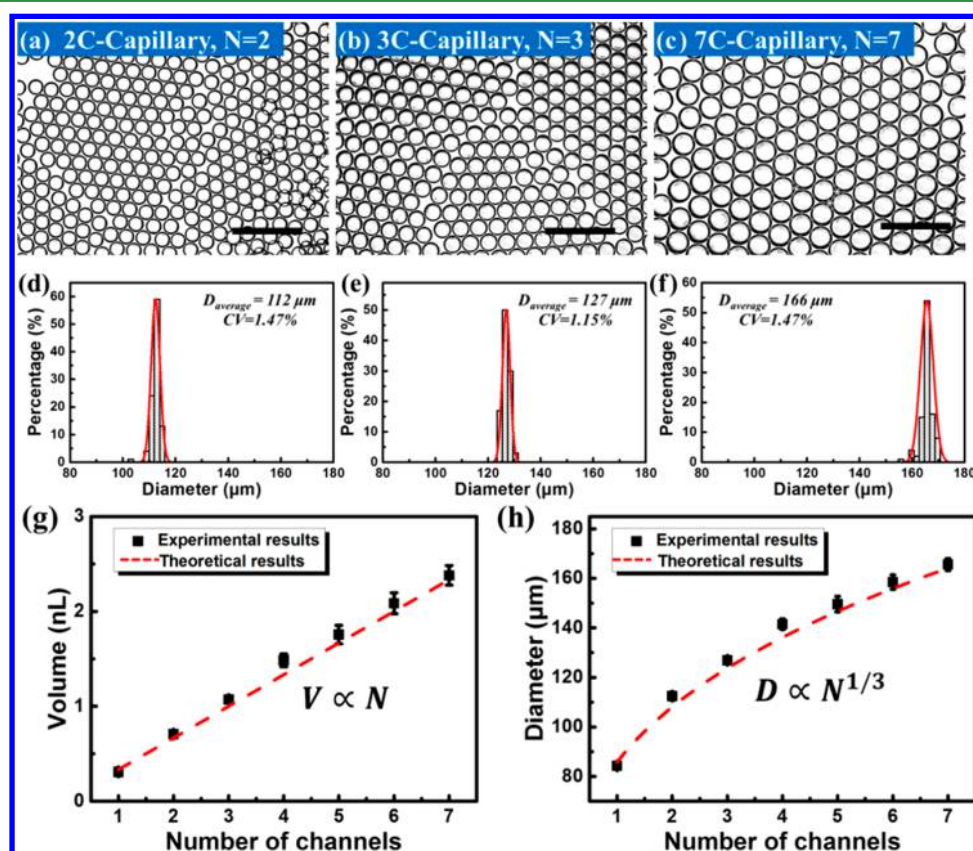 (a) 2C-Capillary, N=2
(b) 3C-Capillary, N=3
(c) 7C-Capillary, N=7
(d)
D_average = 112 μm
CV=1.47%
Percentage (%)
60
50
40
30
20
10
0
80 100 120 140 160 180
Diameter (μm)
(e)
D_average = 127 μm
CV=1.15%
Percentage (%)
50
40
30
20
10
0
80 100 120 140 160 180
Diameter (μm)
(f)
D_average = 166 μm
CV=1.47%
Percentage (%)
60
50
40
30
20
10
0
80 100 120 140 160 180
Diameter (μm)
(g)
Experimental results
Theoretical results
Volume (nL)
3
2
1
0
V ∝ N
1 2 3 4 5 6 7
Number of channels
(h)
Experimental results
Theoretical results
Diameter (μm)
180
160
140
120
100
80
D ∝ N^{1/3}
1 2 3 4 5 6 7
Number of channels